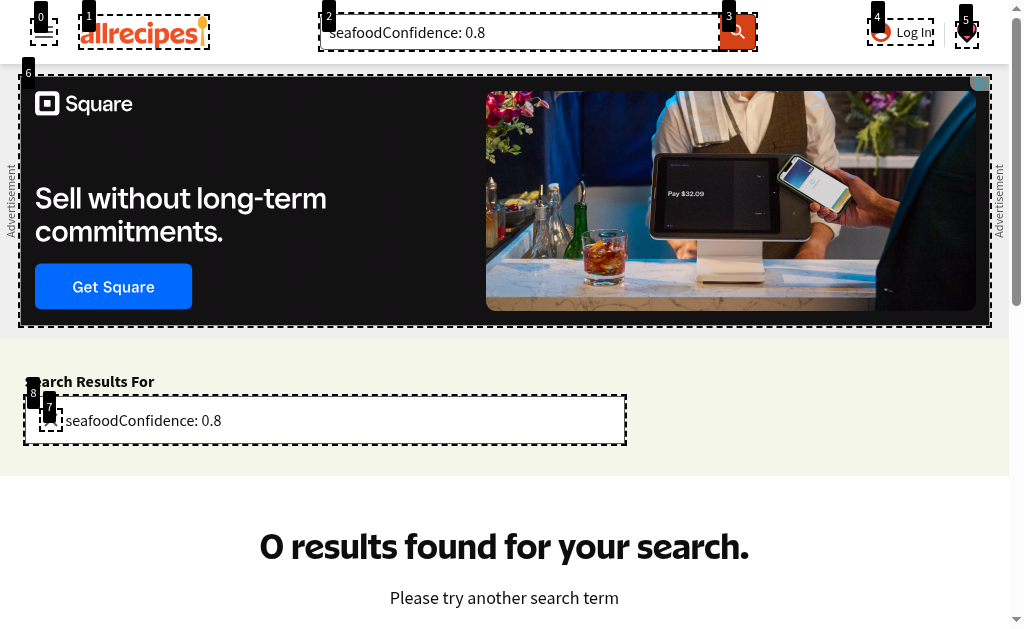 0
1
2
3
4
5
allrecipes
seafoodConfidence: 0.8
Log In
6
Square
Sell without long-term
commitments.
Get Square
Pay $32.09
Advertisement
Advertisement
Search Results For
8
7
seafoodConfidence: 0.8
0 results found for your search.
Please try another search term